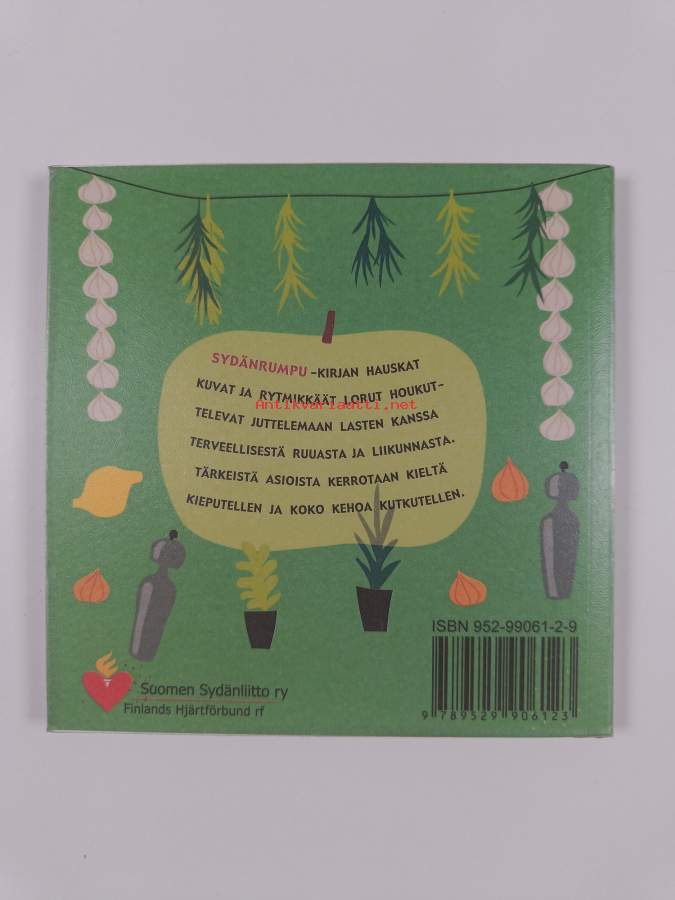 SYDÄNRUMPU -KIRJAN HAUSKAT
KUVAT JA RYTMIKKÄÄT LORUT HOUKUT-
Antikvariaatti.net
TELEVAT JUTTELEMAAN LASTEN KANSSA
TERVEELLISESTÄ RUUASTA JA LIIKUNNASTA.
TÄRKEISTÄ ASIOISTA KERROTAAN KIELTÄ
KIEPUTELLEN JA KOKO KEHOA KUTKUTELLEN.
ISBN 952-99061-2-9
9 789529 906123
Suomen Sydänliitto ry
Finlands Hjärtförbund rf